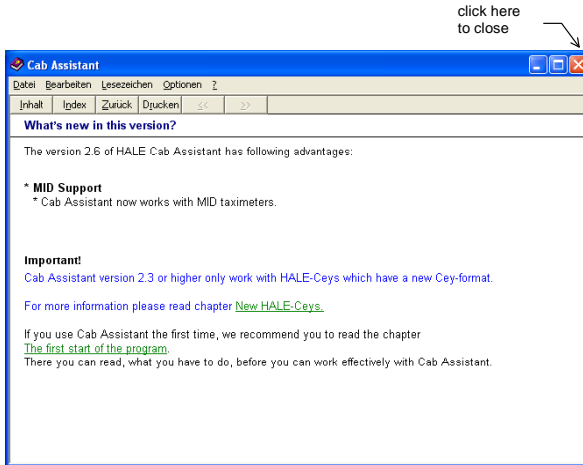 click here
to close
Cab Assistant
Datei Bearbeiten Lesezeichen Optionen ?
Inhalt Index Zurück Drucken << >>
What's new in this version?
The version 2.6 of HALE Cab Assistant has following advantages:
* MID Support
* Cab Assistant now works with MID taximeters.
Important!
Cab Assistant version 2.3 or higher only work with HALE-Ceys which have a new Cey-format.
For more information please read chapter New HALE-Ceys.
If you use Cab Assistant the first time, we recommend you to read the chapter
The first start of the program.
There you can read, what you have to do, before you can work effectively with Cab Assistant.